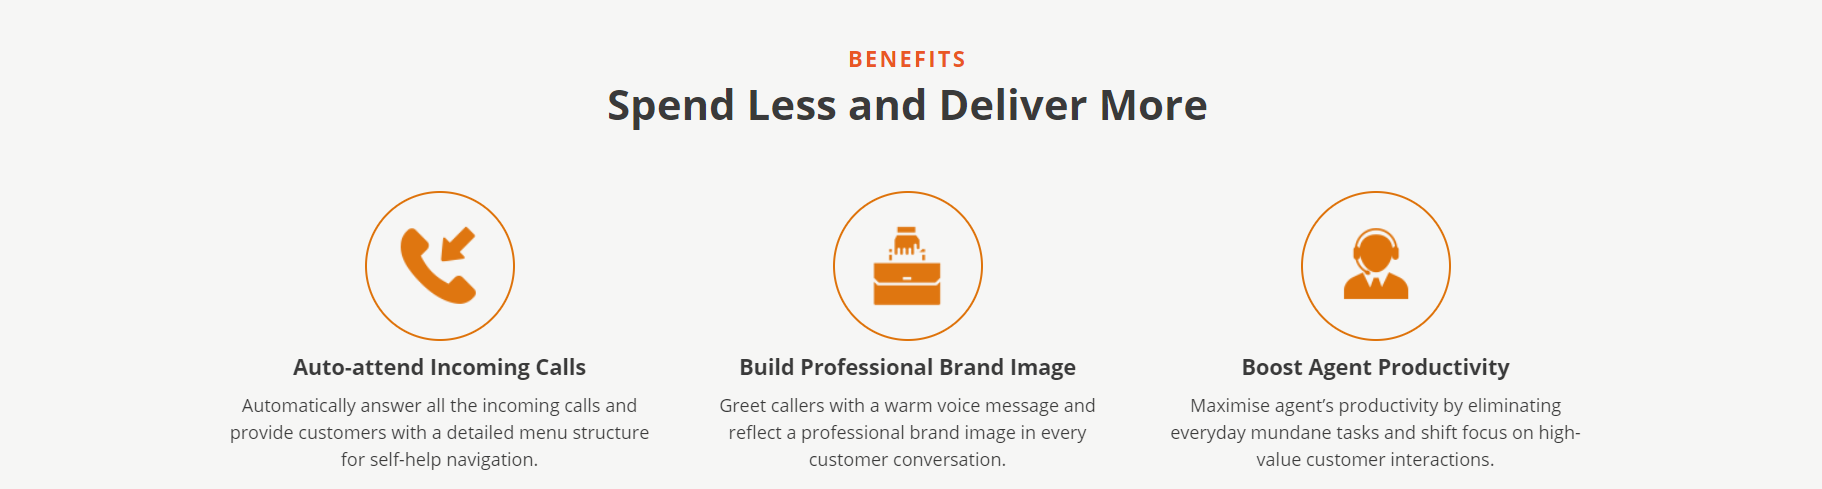 BENEFITS
Spend Less and Deliver More
Auto-attend Incoming Calls
Automatically answer all the incoming calls and
provide customers with a detailed menu structure
for self-help navigation.
Build Professional Brand Image
Greet callers with a warm voice message and
reflect a professional brand image in every
customer conversation.
Boost Agent Productivity
Maximise agent’s productivity by eliminating
everyday mundane tasks and shift focus on high-
value customer interactions.